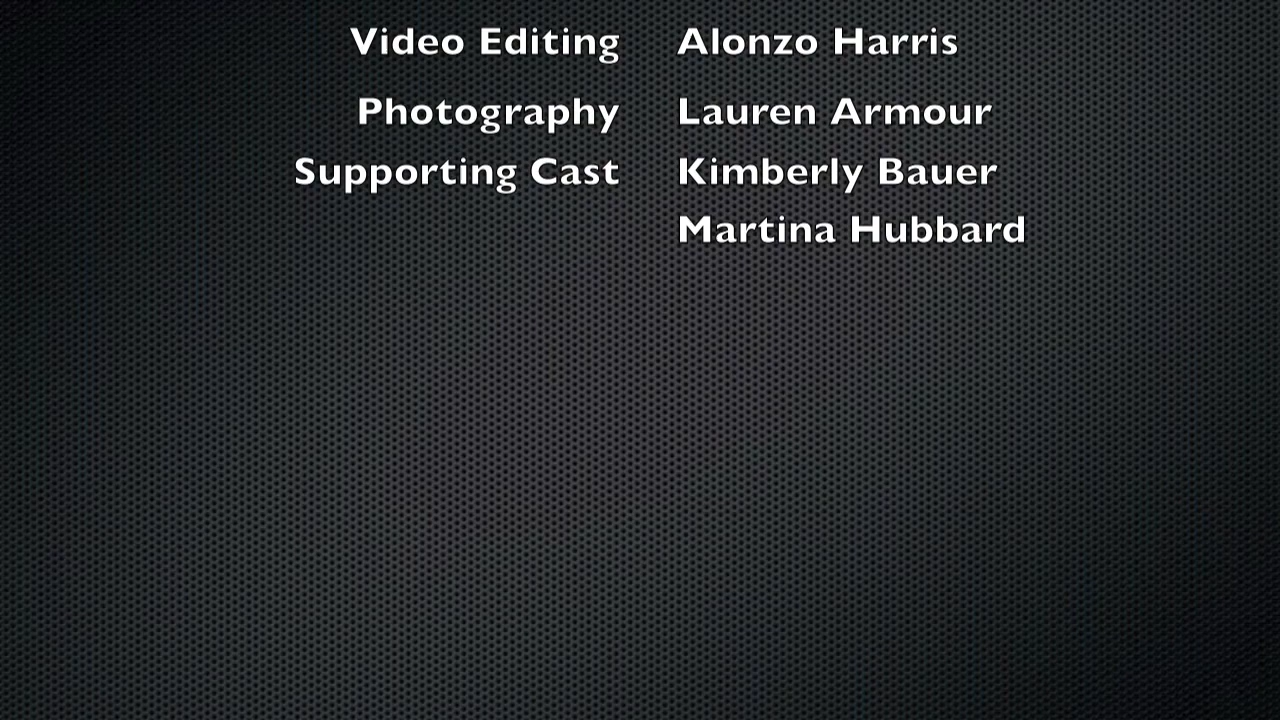 Video Editing Alonzo Harris
Photography Lauren Armour
Supporting Cast Kimberly Bauer
Martina Hubbard